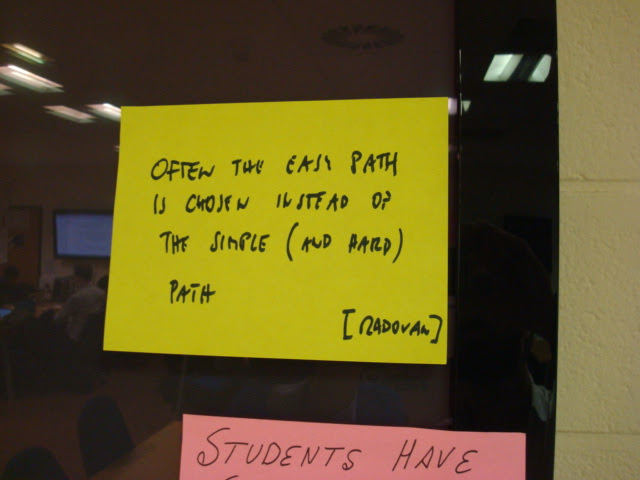 OFTEN THE EASY PATH
IS CHOSEN INSTEAD OF
THE SIMPLE (AND HARD)
PATH
[RADOVAN]
STUDENTS HAVE